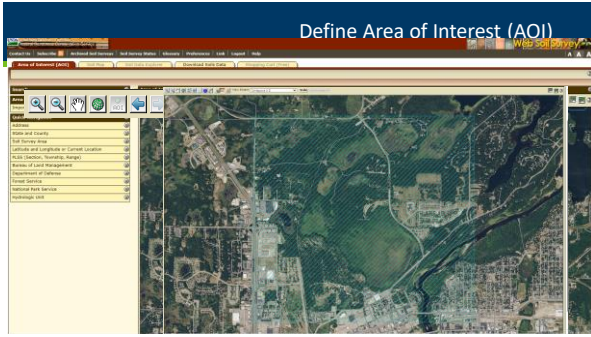 Define Area of Interest (AOI)
Web Soil Survey
Contact Us | Subscribe | Archived Soil Surveys | Soil Survey Status | Glossary | Preferences | Link | Logout | Help
A A A
Area of Interest (AOI)
Soil Map
Soil Data Explorer
Download Soils Data
Shopping Cart (Free)
Search
Area
AOI
Address
State and County
Soil Survey Area
Latitude and Longitude or Current Location
PLSS (Section, Township, Range)
Bureau of Land Management
Department of Defense
Forest Service
National Park Service
Hydrologic Unit